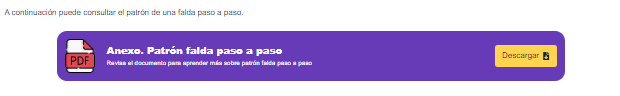 A continuación puede consultar el patrón de una falda paso a paso.
PDF
Anexo. Patrón falda paso a paso
Revisa el documento para aprender más sobre patrón falda paso a paso
Descargar